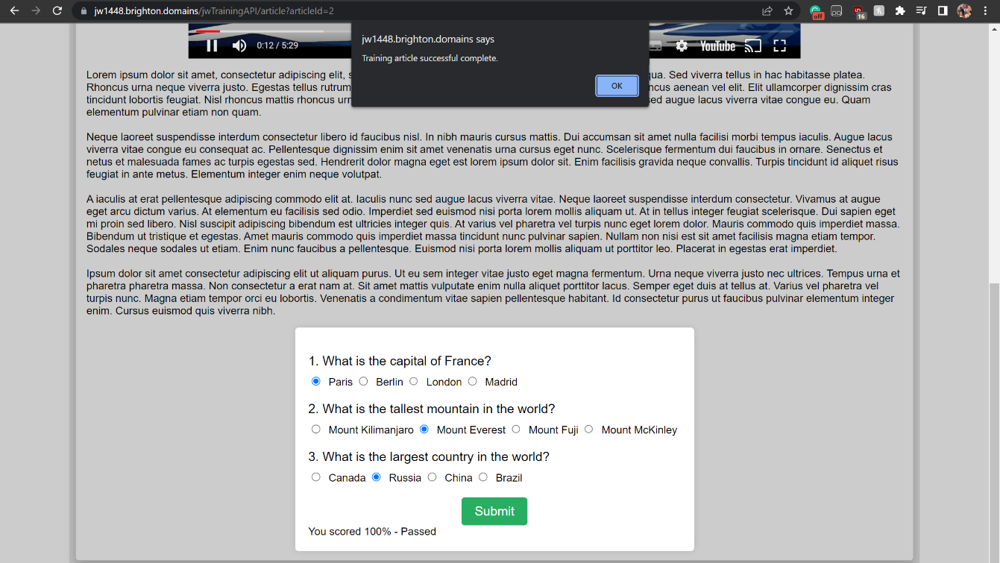 jw1448.brighton.domains/jwTrainingAPI/article?articleId=2
off
16
jw1448.brighton.domains says
Training article successful complete.
OK
0:12 / 5:29
YouTube
Lorem ipsum dolor sit amet, consectetur adipiscing elit, s qua. Sed viverra tellus in hac habitasse platea.
Rhoncus urna neque viverra justo. Egestas tellus rutrum ncus aenean vel elit. Elit ullamcorper dignissim cras
tincidunt lobortis feugiat. Nisl rhoncus mattis rhoncus urn sed augue lacus viverra vitae congue eu. Quam
elementum pulvinar etiam non quam.
Neque laoreet suspendisse interdum consectetur libero id faucibus nisl. In nibh mauris cursus mattis. Dui accumsan sit amet nulla facilisi morbi tempus iaculis. Augue lacus
viverra vitae congue eu consequat ac. Pellentesque dignissim enim sit amet venenatis urna cursus eget nunc. Scelerisque fermentum dui faucibus in ornare. Senectus et
netus et malesuada fames ac turpis egestas sed. Hendrerit dolor magna eget est lorem ipsum dolor sit. Enim facilisis gravida neque convallis. Turpis tincidunt id aliquet risus
feugiat in ante metus. Elementum integer enim neque volutpat.
A iaculis at erat pellentesque adipiscing commodo elit at. Iaculis nunc sed augue lacus viverra vitae. Neque laoreet suspendisse interdum consectetur. Vivamus at augue
eget arcu dictum varius. At elementum eu facilisis sed odio. Imperdiet sed euismod nisi porta lorem mollis aliquam ut. At in tellus integer feugiat scelerisque. Dui sapien eget
mi proin sed libero. Nisl suscipit adipiscing bibendum est ultricies integer quis. At varius vel pharetra vel turpis nunc eget lorem dolor. Mauris commodo quis imperdiet massa.
Bibendum ut tristique et egestas. Amet mauris commodo quis imperdiet massa tincidunt nunc pulvinar sapien. Nullam non nisi est sit amet facilisis magna etiam tempor.
Sodales neque sodales ut etiam. Enim nunc faucibus a pellentesque. Euismod nisi porta lorem mollis aliquam ut porttitor leo. Placerat in egestas erat imperdiet.
Ipsum dolor sit amet consectetur adipiscing elit ut aliquam purus. Ut eu sem integer vitae justo eget magna fermentum. Urna neque viverra justo nec ultrices. Tempus urna et
pharetra pharetra massa. Non consectetur a erat nam at. Sit amet mattis vulputate enim nulla aliquet porttitor lacus. Semper eget duis at tellus at. Varius vel pharetra vel
turpis nunc. Magna etiam tempor orci eu lobortis. Venenatis a condimentum vitae sapien pellentesque habitant. Id consectetur purus ut faucibus pulvinar elementum integer
enim. Cursus euismod quis viverra nibh.
1. What is the capital of France?
Paris Berlin London Madrid
2. What is the tallest mountain in the world?
Mount Kilimanjaro Mount Everest Mount Fuji Mount McKinley
3. What is the largest country in the world?
Canada Russia China Brazil
Submit
You scored 100% - Passed